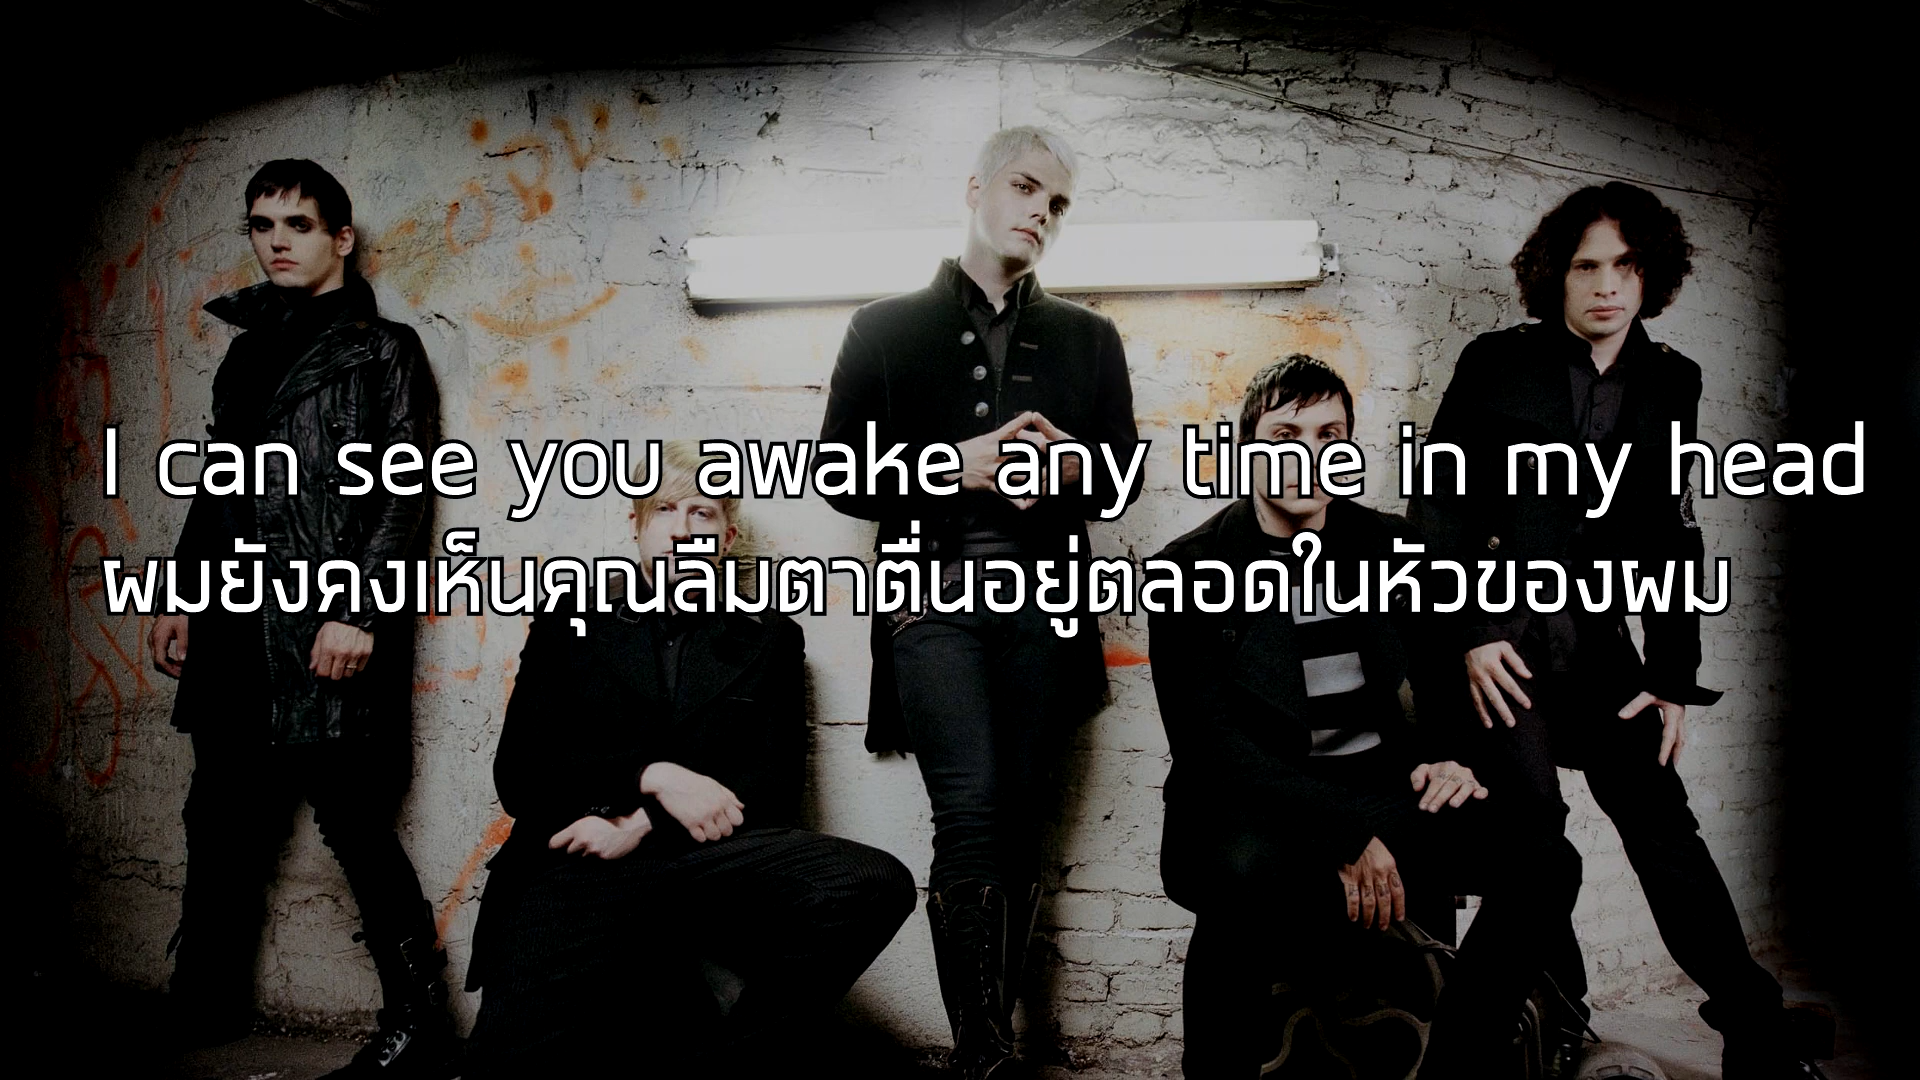 I can see you awake any time in my head
ผมยังคงเห็นคุณลืมตาตื่นอยู่ตลอดในหัวของผม